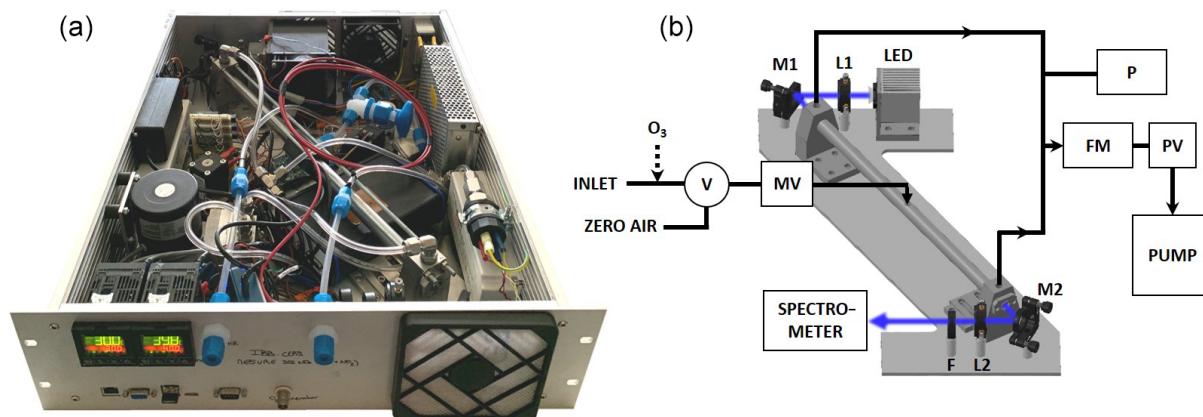 (a)
300
398
(b)
M1
L1
LED
P
O3
INLET
V
MV
FM
PV
ZERO AIR
PUMP
SPECTRO-
METER
M2
F
L2